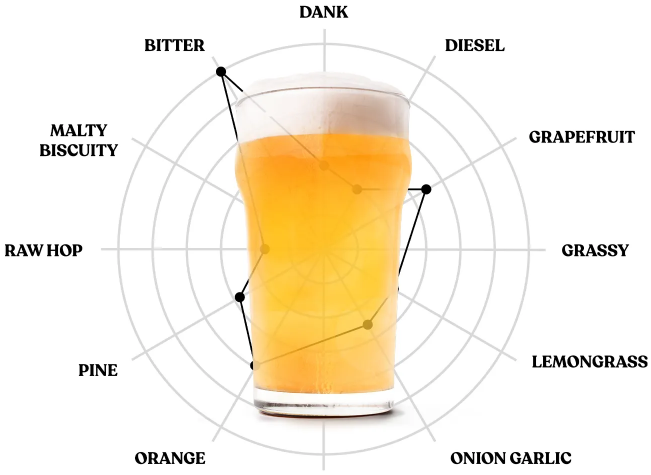 DANK
BITTER
DIESEL
MALTY
BISCUITY
GRAPEFRUIT
RAW HOP
GRASSY
PINE
LEMONGRASS
ORANGE
ONION GARLIC